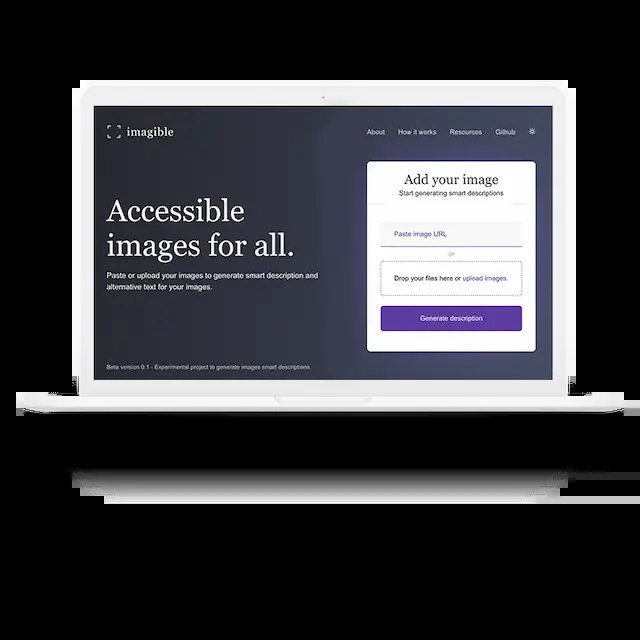 imagible
About How it works Resources Github
Accessible
images for all.
Paste or upload your images to generate smart description and
alternative text for your images.
Add your image
Start generating smart descriptions
Paste image URL
or
Drop your files here or upload images.
Generate description
Beta version 0.1 - Experimental project to generate images smart descriptions.